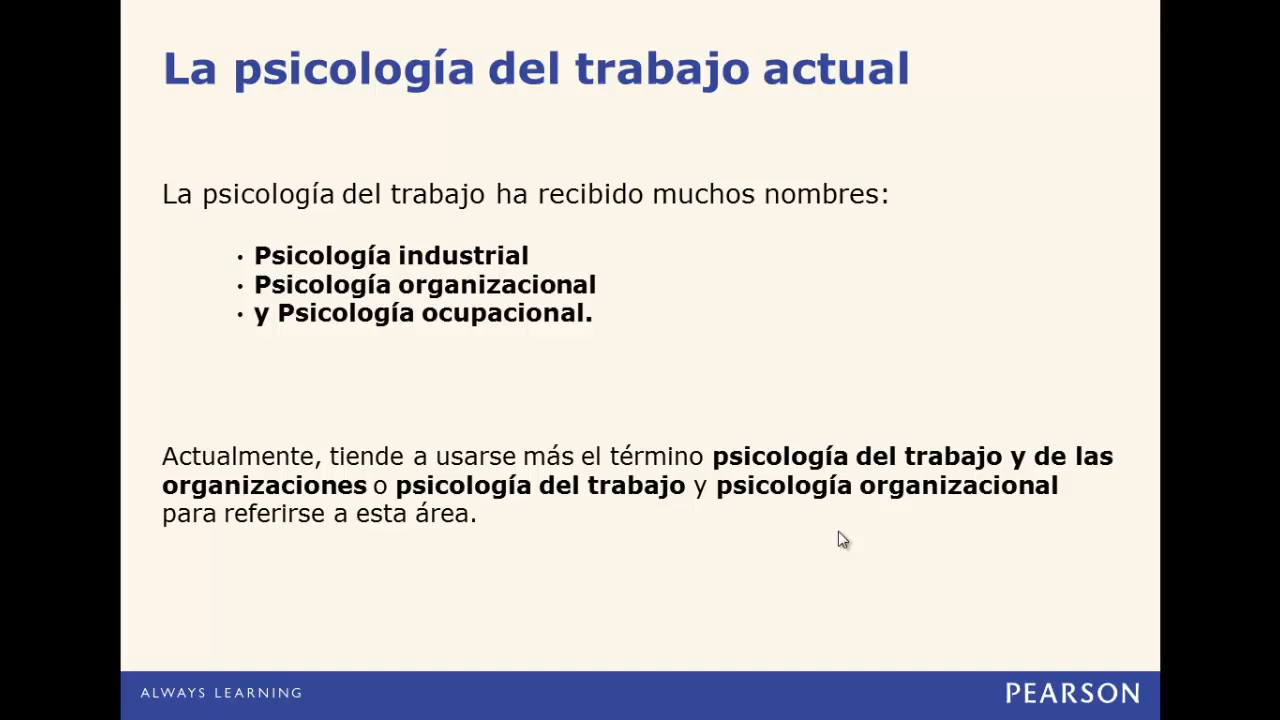 La psicología del trabajo actual
La psicología del trabajo ha recibido muchos nombres:
• Psicología industrial
• Psicología organizacional
• y Psicología ocupacional.
Actualmente, tiende a usarse más el término psicología del trabajo y de las
organizaciones o psicología del trabajo y psicología organizacional
para referirse a esta área.
ALWAYS LEARNING
PEARSON